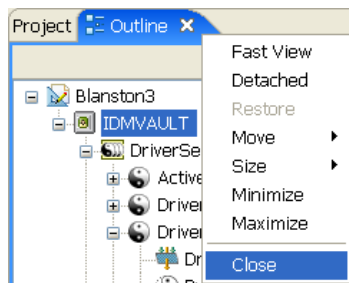 Project Outline
Fast View
Detached
Restore
Move
Size
Minimize
Maximize
Close
Blanston3
IDMVAULT
DriverSe
Active
Driver
Driver
Dr